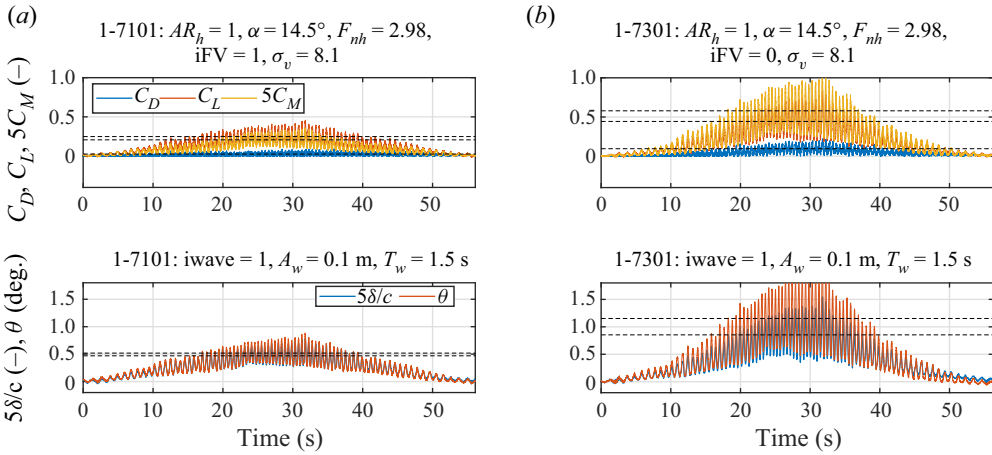 (a)
1-7101: AR_h = 1, α = 14.5°, F_nh = 2.98,
iFV = 1, σ_v = 8.1
C_D, C_L, 5C_M (–)
1.0
0.5
0
C_D C_L 5C_M
0 10 20 30 40 50
(b)
1-7301: AR_h = 1, α = 14.5°, F_nh = 2.98,
iFV = 0, σ_v = 8.1
1.0
0.5
0
0 10 20 30 40 50
1-7101: iwave = 1, A_w = 0.1 m, T_w = 1.5 s
5δ/c (–), θ (deg.)
1.5
1.0
0.5
0
5δ/c θ
0 10 20 30 40 50
Time (s)
1-7301: iwave = 1, A_w = 0.1 m, T_w = 1.5 s
1.5
1.0
0.5
0
0 10 20 30 40 50
Time (s)